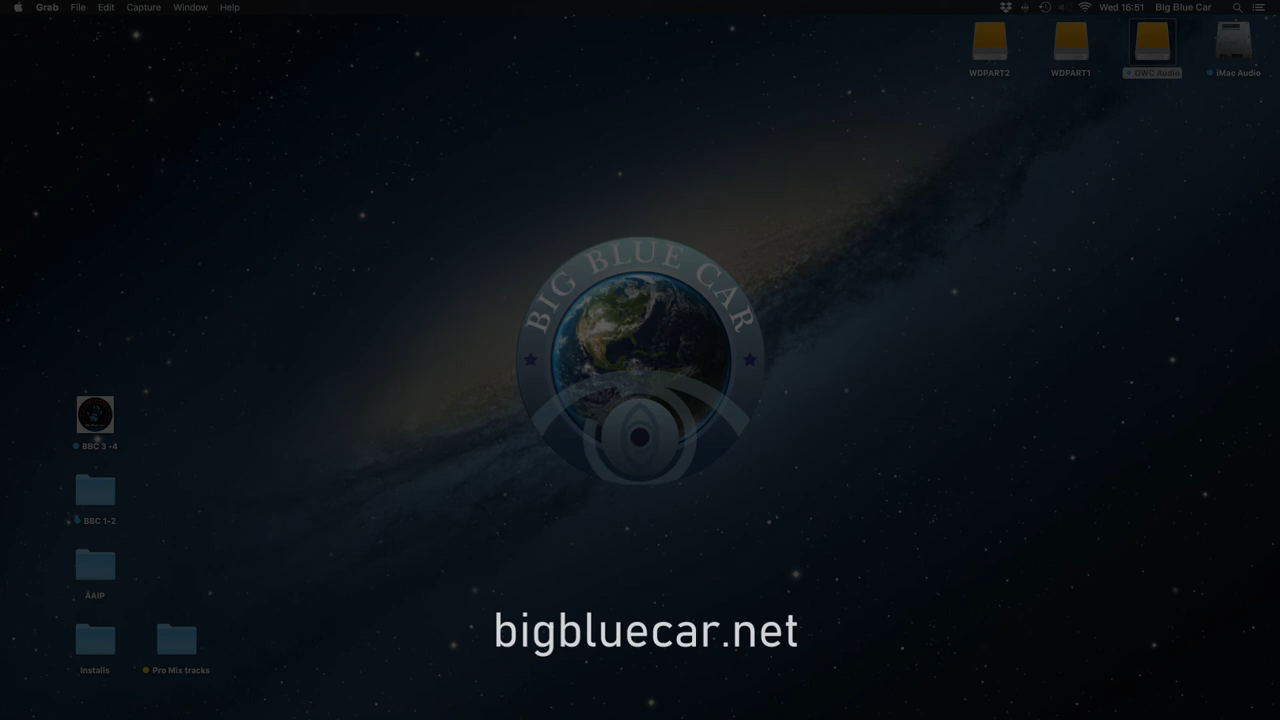 Grab File Edit Capture Window Help Wed 16:51 Big Blue Car
WDPART2 WDPART1 OWC Audio iMac Audio
BIG BLUE CAR
BBC 3 -4
BBC 1-2
AAIP
Installs Pro Mix tracks
bigbluecar.net